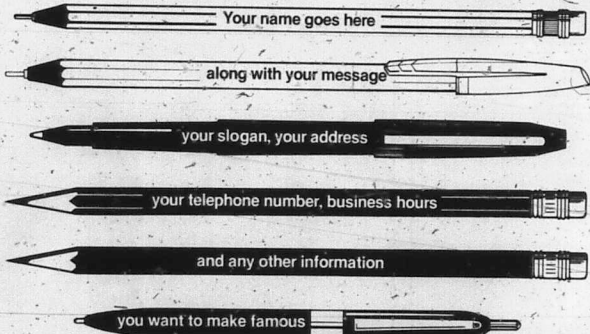 Your name goes here
along with your message
your slogan, your address
your telephone number, business hours
and any other information
you want to make famous